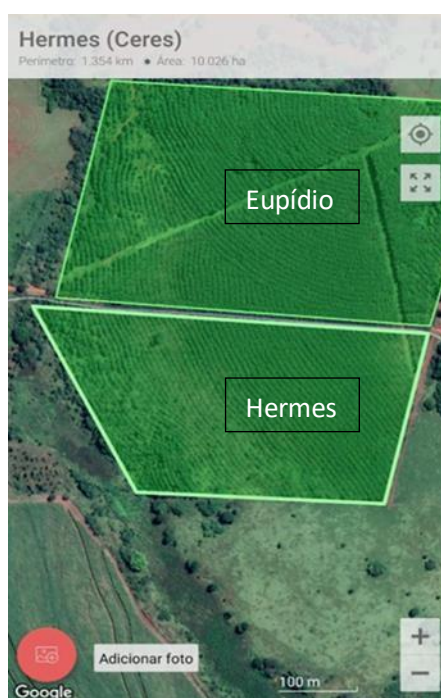 Hermes (Ceres)
Perímetro: 1.354 km ● Área: 10.026 ha
Eupídio
Hermes
+
Adicionar foto
−
100 m
Google